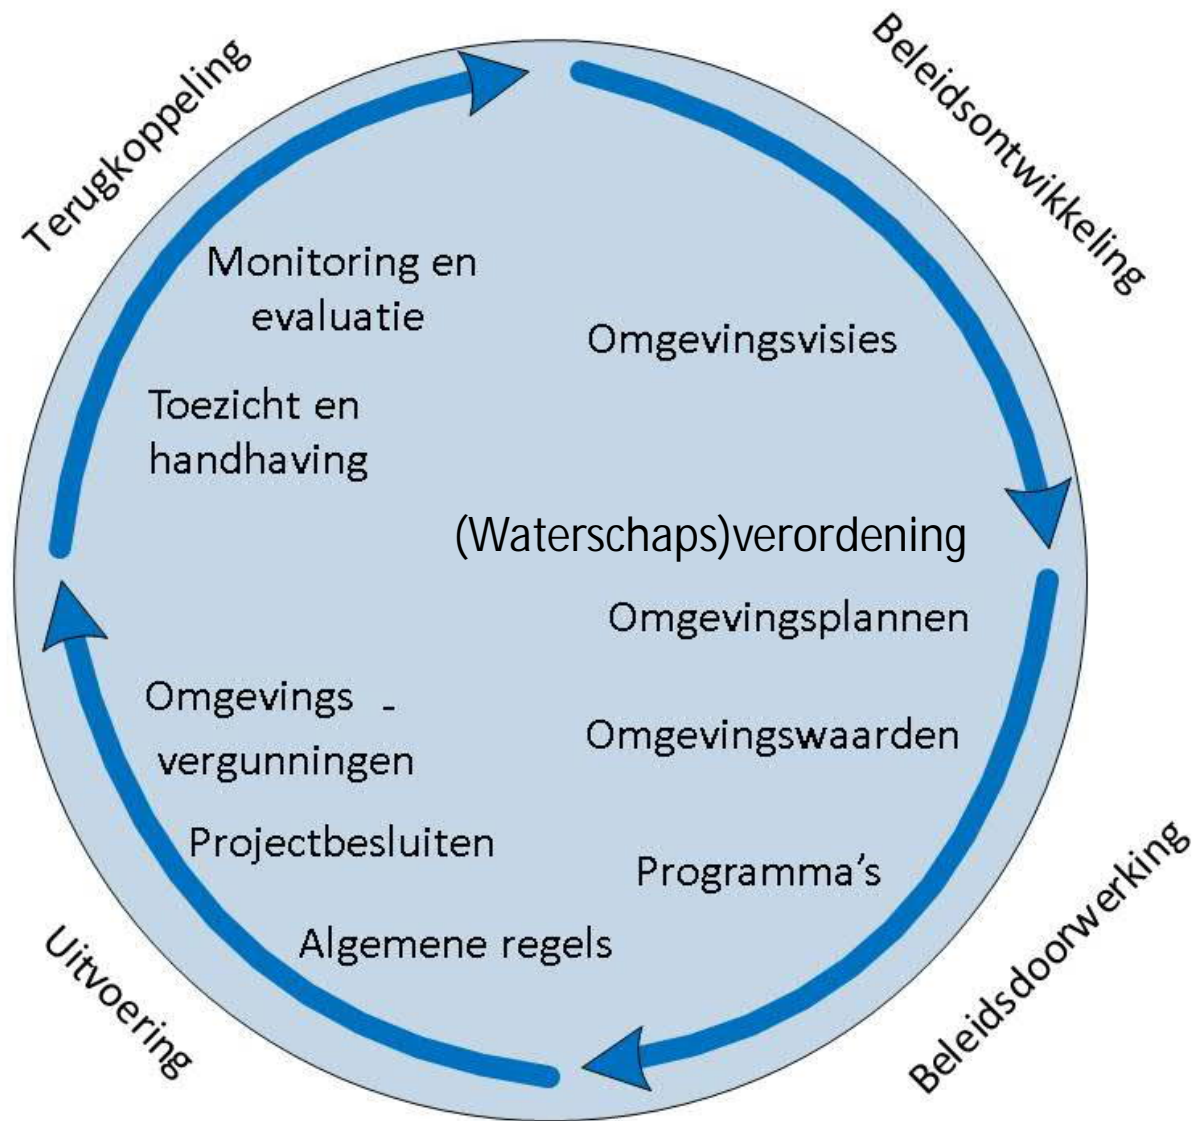 Terugkoppeling
Beleidsontwikkeling
Monitoring en
evaluatie
Omgevingsvisies
Toezicht en
handhaving
(Waterschaps)verordening
Omgevingsplannen
Omgevings -
vergunningen
Omgevingswaarden
Projectbesluiten
Programma's
Algemene regels
Uitvoering
Beleidsdoorwerking